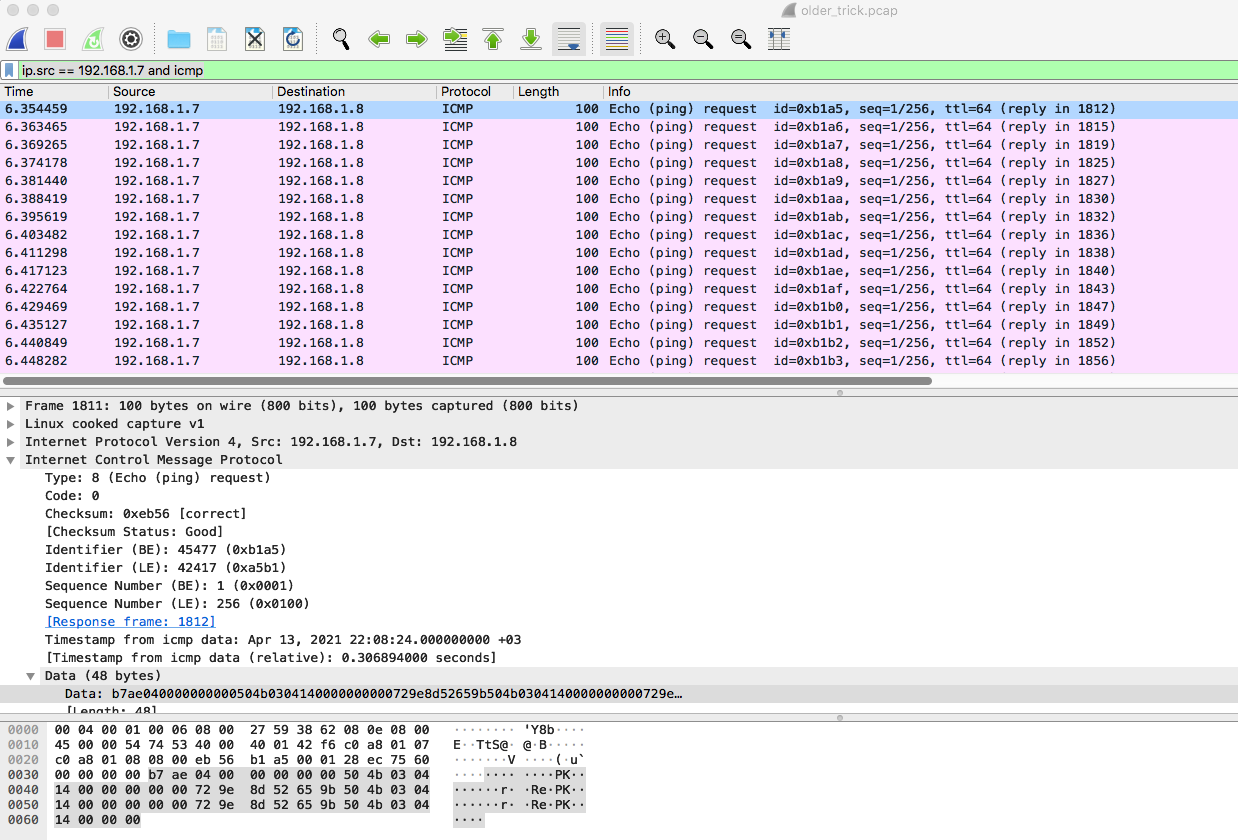 older_trick.pcap
ip.src == 192.168.1.7 and icmp
Time Source Destination Protocol Length Info
6.354459 192.168.1.7 192.168.1.8 ICMP 100 Echo (ping) request id=0xb1a5, seq=1/256, ttl=64 (reply in 1812)
6.363465 192.168.1.7 192.168.1.8 ICMP 100 Echo (ping) request id=0xb1a6, seq=1/256, ttl=64 (reply in 1815)
6.369265 192.168.1.7 192.168.1.8 ICMP 100 Echo (ping) request id=0xb1a7, seq=1/256, ttl=64 (reply in 1819)
6.374178 192.168.1.7 192.168.1.8 ICMP 100 Echo (ping) request id=0xb1a8, seq=1/256, ttl=64 (reply in 1825)
6.381440 192.168.1.7 192.168.1.8 ICMP 100 Echo (ping) request id=0xb1a9, seq=1/256, ttl=64 (reply in 1827)
6.388419 192.168.1.7 192.168.1.8 ICMP 100 Echo (ping) request id=0xb1aa, seq=1/256, ttl=64 (reply in 1830)
6.395619 192.168.1.7 192.168.1.8 ICMP 100 Echo (ping) request id=0xb1ab, seq=1/256, ttl=64 (reply in 1832)
6.403482 192.168.1.7 192.168.1.8 ICMP 100 Echo (ping) request id=0xb1ac, seq=1/256, ttl=64 (reply in 1836)
6.411298 192.168.1.7 192.168.1.8 ICMP 100 Echo (ping) request id=0xb1ad, seq=1/256, ttl=64 (reply in 1838)
6.417123 192.168.1.7 192.168.1.8 ICMP 100 Echo (ping) request id=0xb1ae, seq=1/256, ttl=64 (reply in 1840)
6.422764 192.168.1.7 192.168.1.8 ICMP 100 Echo (ping) request id=0xb1af, seq=1/256, ttl=64 (reply in 1843)
6.429469 192.168.1.7 192.168.1.8 ICMP 100 Echo (ping) request id=0xb1b0, seq=1/256, ttl=64 (reply in 1847)
6.435127 192.168.1.7 192.168.1.8 ICMP 100 Echo (ping) request id=0xb1b1, seq=1/256, ttl=64 (reply in 1849)
6.440849 192.168.1.7 192.168.1.8 ICMP 100 Echo (ping) request id=0xb1b2, seq=1/256, ttl=64 (reply in 1852)
6.448282 192.168.1.7 192.168.1.8 ICMP 100 Echo (ping) request id=0xb1b3, seq=1/256, ttl=64 (reply in 1856)
Frame 1811: 100 bytes on wire (800 bits), 100 bytes captured (800 bits)
Linux cooked capture v1
Internet Protocol Version 4, Src: 192.168.1.7, Dst: 192.168.1.8
Internet Control Message Protocol
Type: 8 (Echo (ping) request)
Code: 0
Checksum: 0xeb56 [correct]
[Checksum Status: Good]
Identifier (BE): 45477 (0xb1a5)
Identifier (LE): 42417 (0xa5b1)
Sequence Number (BE): 1 (0x0001)
Sequence Number (LE): 256 (0x0100)
[Response frame: 1812]
Timestamp from icmp data: Apr 13, 2021 22:08:24.000000000 +03
[Timestamp from icmp data (relative): 0.306894000 seconds]
Data (48 bytes)
Data: b7ae040000000000504b0304140000000000729e8d52659b504b0304140000000000729e…
[Length: 48]
0000 00 04 00 01 00 06 08 00 27 59 38 62 08 0e 08 00 ········ 'Y8b····
0010 45 00 00 54 74 53 40 00 40 01 42 f6 c0 a8 01 07 E··TtS@· @·B·····
0020 c0 a8 01 08 08 00 eb 56 b1 a5 00 01 28 ec 75 60 ·······V ····(·u`
0030 00 00 00 00 b7 ae 04 00 00 00 00 00 50 4b 03 04 ········ ····PK··
0040 14 00 00 00 00 00 72 9e 8d 52 65 9b 50 4b 03 04 ······r· ·Re·PK··
0050 14 00 00 00 00 00 72 9e 8d 52 65 9b 50 4b 03 04 ······r· ·Re·PK··
0060 14 00 00 00 ····